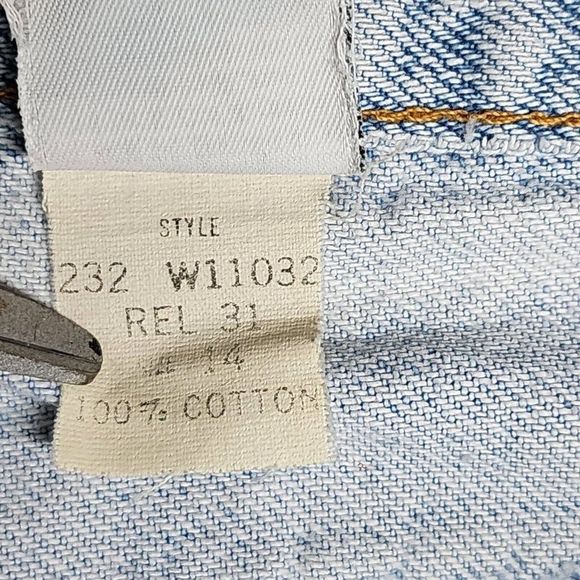 STYLE
232 W11032
REL 31
14
100% COTTON